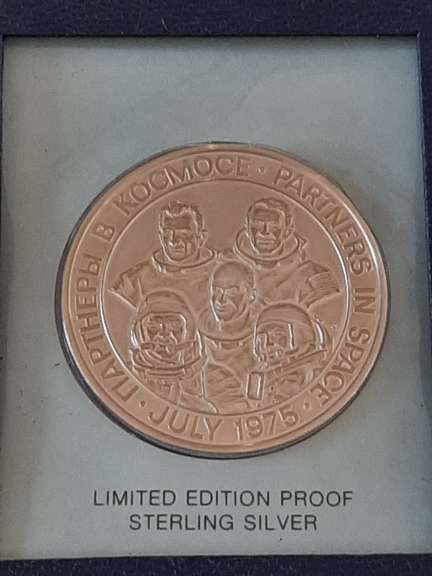 ПАРТНЕРЫ В КОСМОСЕ · PARTNERS IN SPACE ·
JULY 1975 ·
LIMITED EDITION PROOF
STERLING SILVER